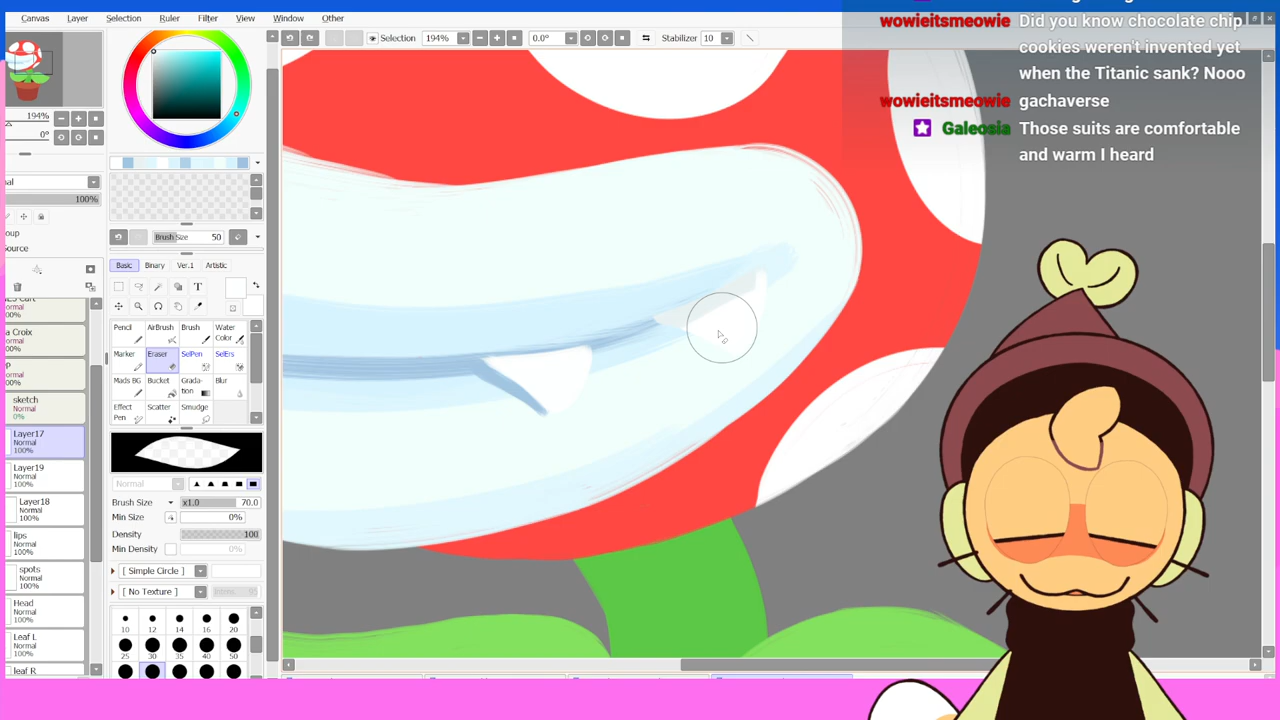 Canvas Layer Selection Ruler Filter View Window Other
Selection 194% 0.0° Stabilizer 10
wowieitsmeowie Did you know chocolate chip
cookies weren't invented yet
when the Titanic sank? Nooo
wowieitsmeowie gachaverse
Galeosia Those suits are comfortable
and warm I heard
194%
0°
100%
Source
Brush Size 50
Basic Binary Ver.1 Artistic
Pencil AirBrush Brush Water Color
Marker Eraser SelPen SelErs
Mads BG Bucket Grada-tion Blur
Effect Pen Scatter Smudge
Normal
Brush Size x1.0 70.0
Min Size 0%
Density 100
Min Density 0%
[ Simple Circle ]
[ No Texture ]
10 12 14 16 20
25 30 35 40 50
100%
a Croix
Normal
100%
Normal
100%
sketch
Normal
0%
Layer17
Normal
100%
Layer19
Normal
100%
Layer18
Normal
100%
lips
Normal
100%
spots
Normal
100%
Head
Normal
100%
Leaf L
Normal
100%
leaf R
Normal